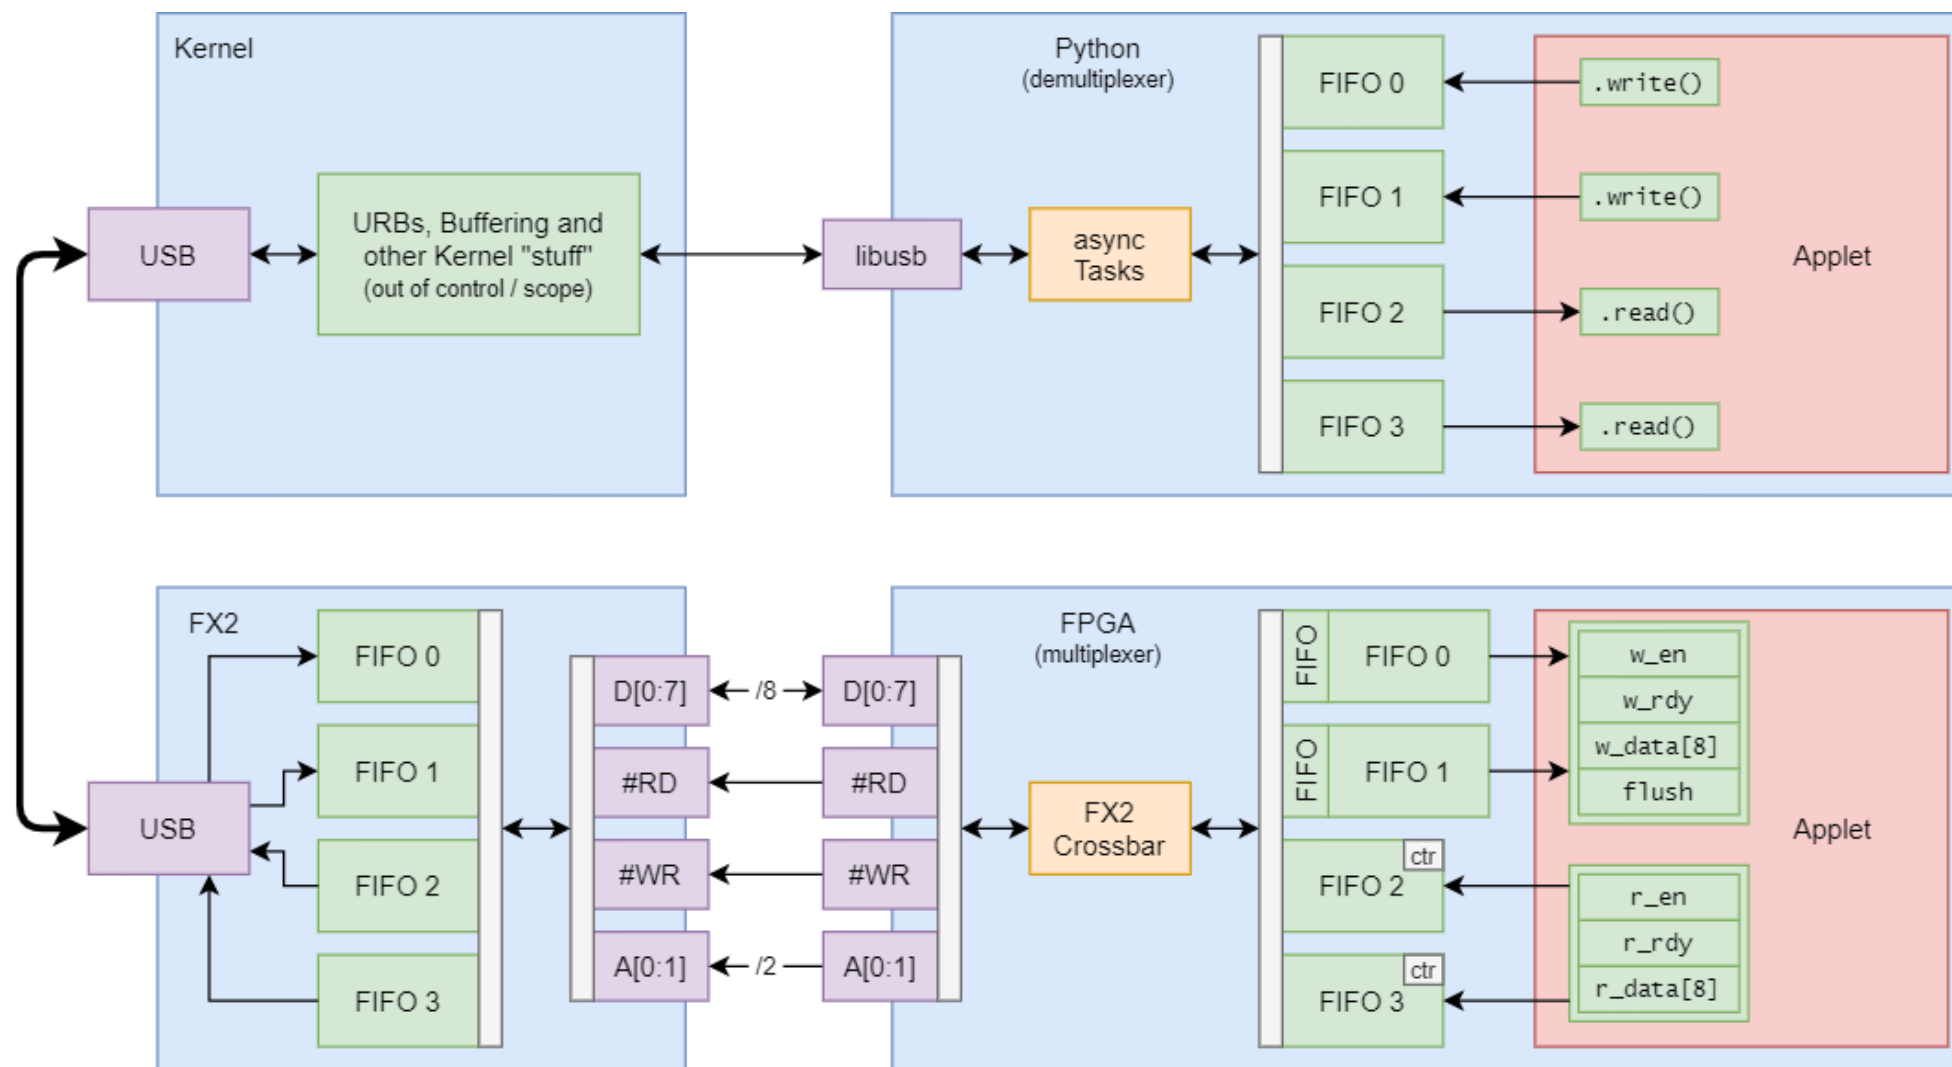 Kernel
USB
URBs, Buffering and
other Kernel "stuff"
(out of control / scope)
Python
(demultiplexer)
libusb
async
Tasks
FIFO 0
FIFO 1
FIFO 2
FIFO 3
.write()
.write()
.read()
.read()
Applet
FX2
USB
FIFO 0
FIFO 1
FIFO 2
FIFO 3
D[0:7]
#RD
#WR
A[0:1]
/8
/2
FPGA
(multiplexer)
D[0:7]
#RD
#WR
A[0:1]
FX2
Crossbar
FIFO
FIFO 0
FIFO
FIFO 1
ctr
FIFO 2
ctr
FIFO 3
w_en
w_rdy
w_data[8]
flush
r_en
r_rdy
r_data[8]
Applet